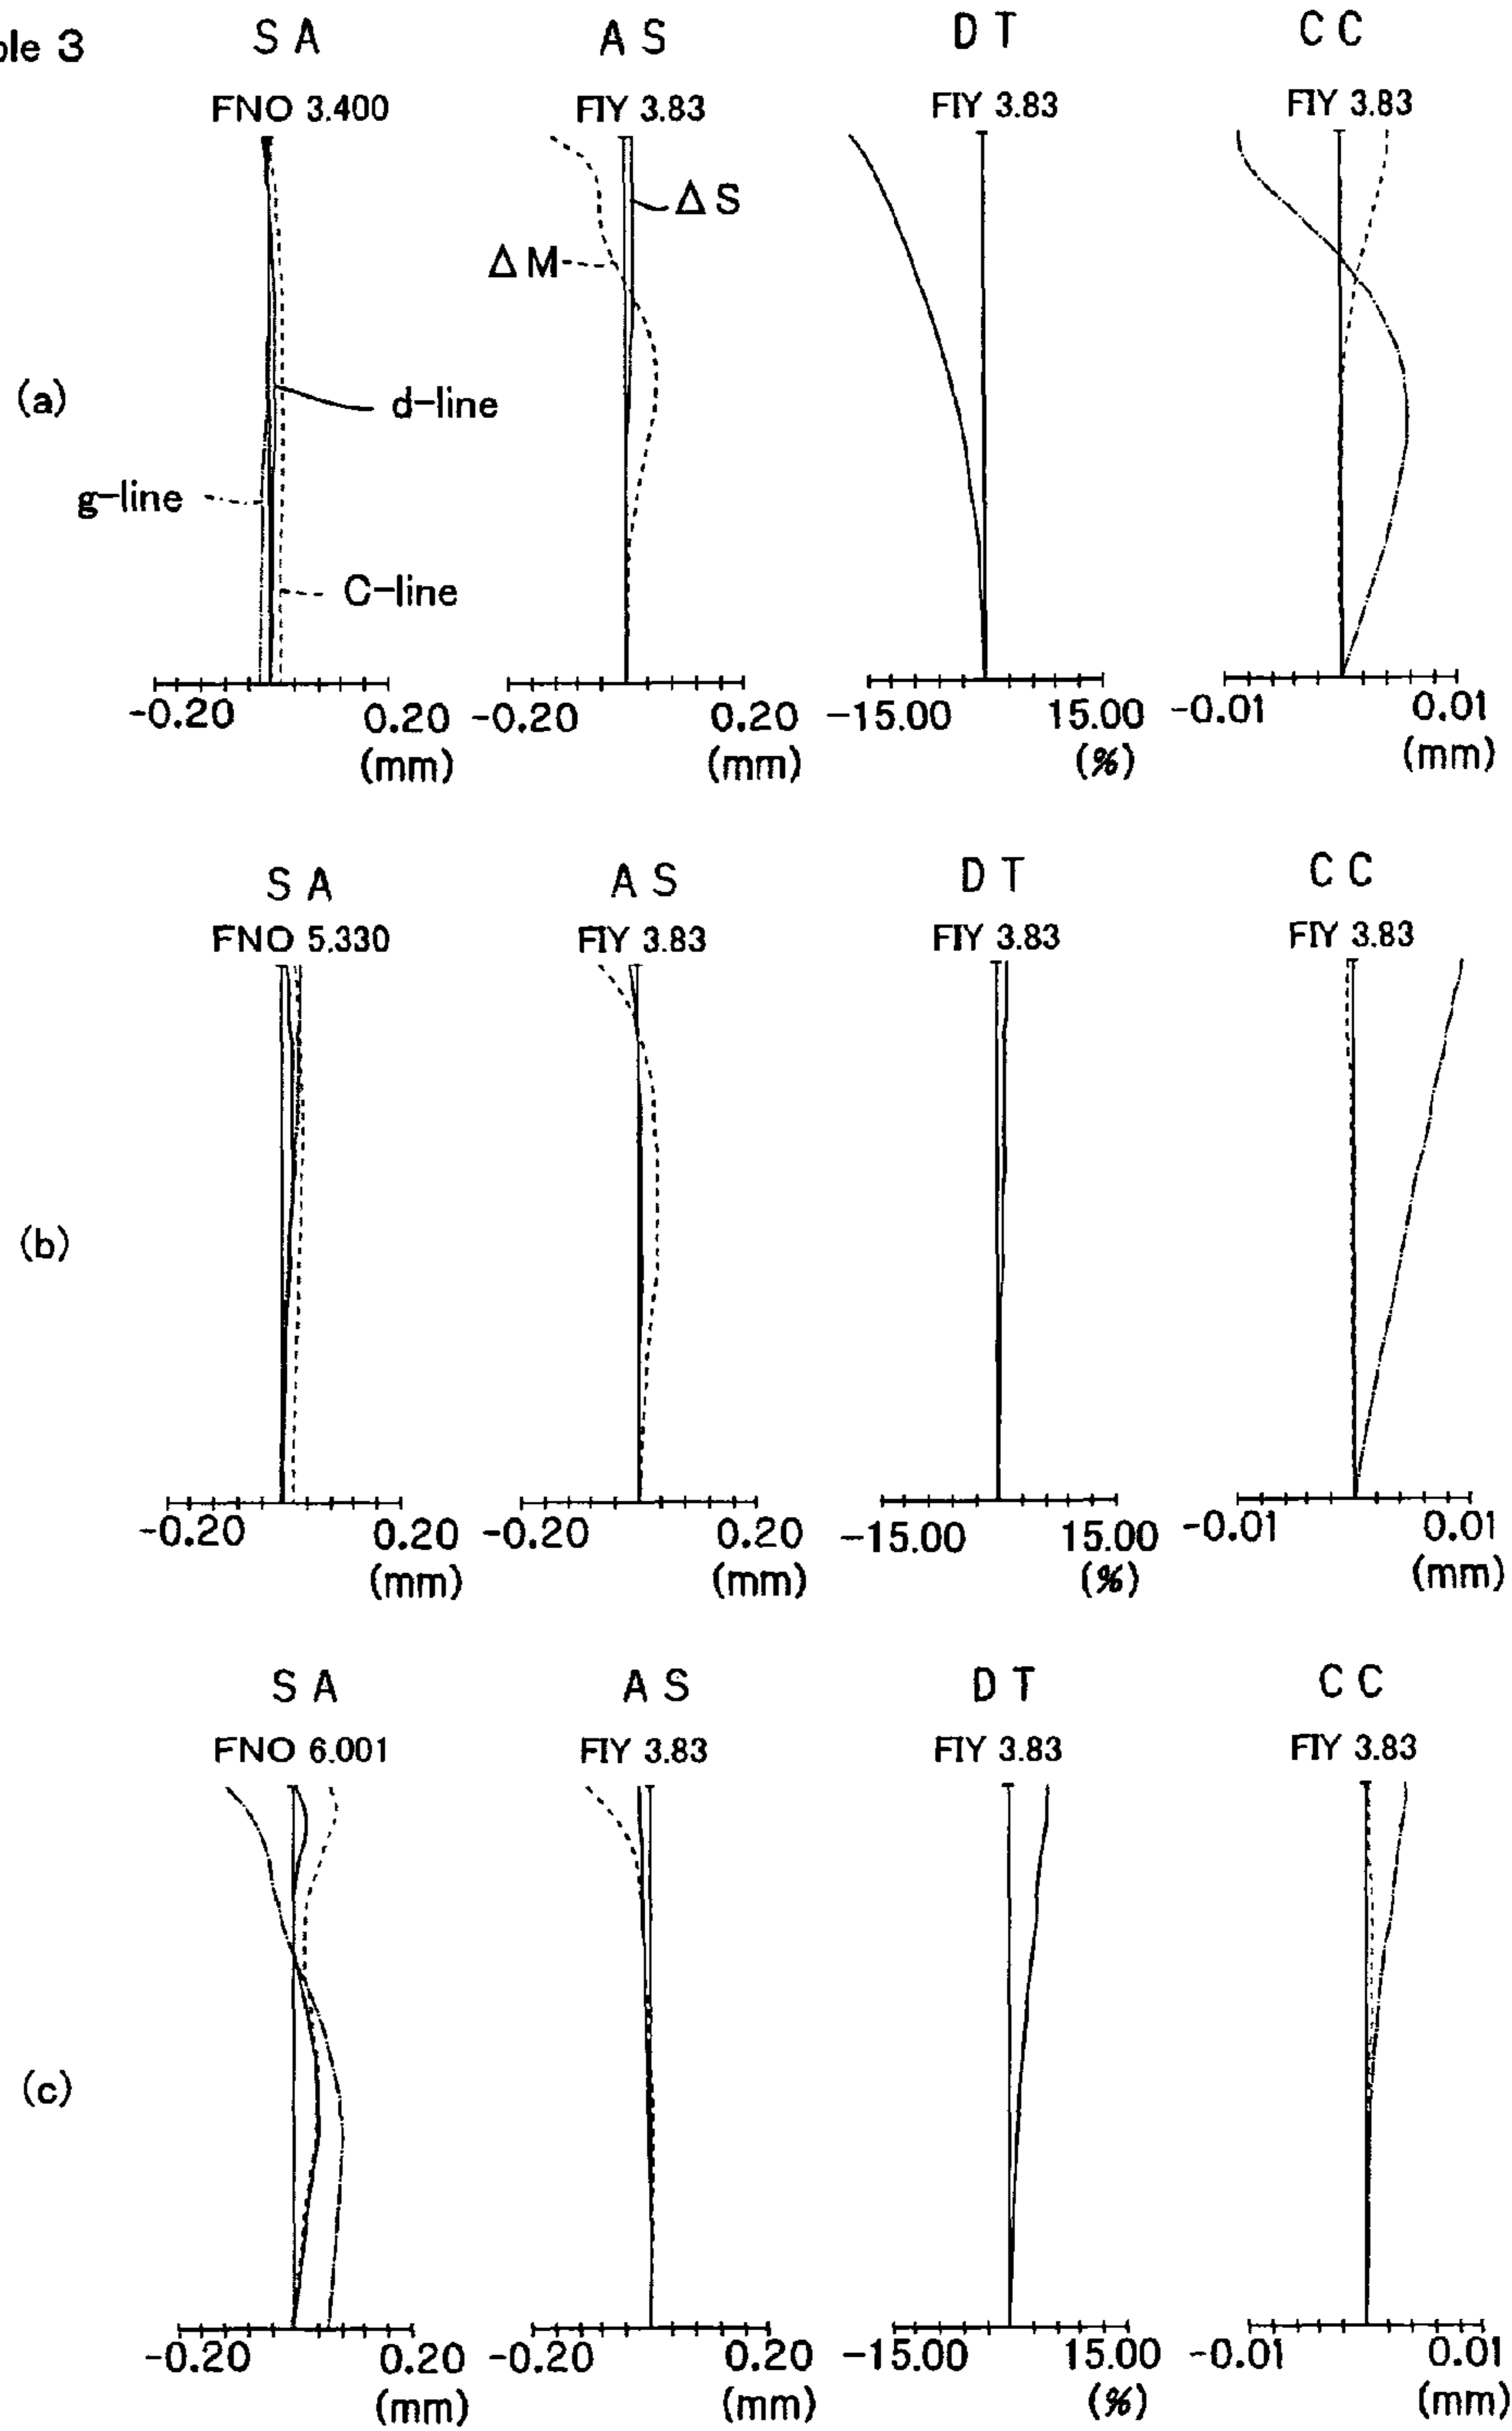 ble 3
S A   A S   D T   C C
FNO 3.400   FIY 3.83   FIY 3.83   FIY 3.83
ΔS
ΔM
(a)
d-line
g-line
C-line
-0.20   0.20   -0.20   0.20   -15.00   15.00   -0.01   0.01
(mm)   (mm)   (%)   (mm)
S A   A S   D T   C C
FNO 5.330   FIY 3.83   FIY 3.83   FIY 3.83
(b)
-0.20   0.20   -0.20   0.20   -15.00   15.00   -0.01   0.01
(mm)   (mm)   (%)   (mm)
S A   A S   D T   C C
FNO 6.001   FIY 3.83   FIY 3.83   FIY 3.83
(c)
-0.20   0.20   -0.20   0.20   -15.00   15.00   -0.01   0.01
(mm)   (mm)   (%)   (mm)